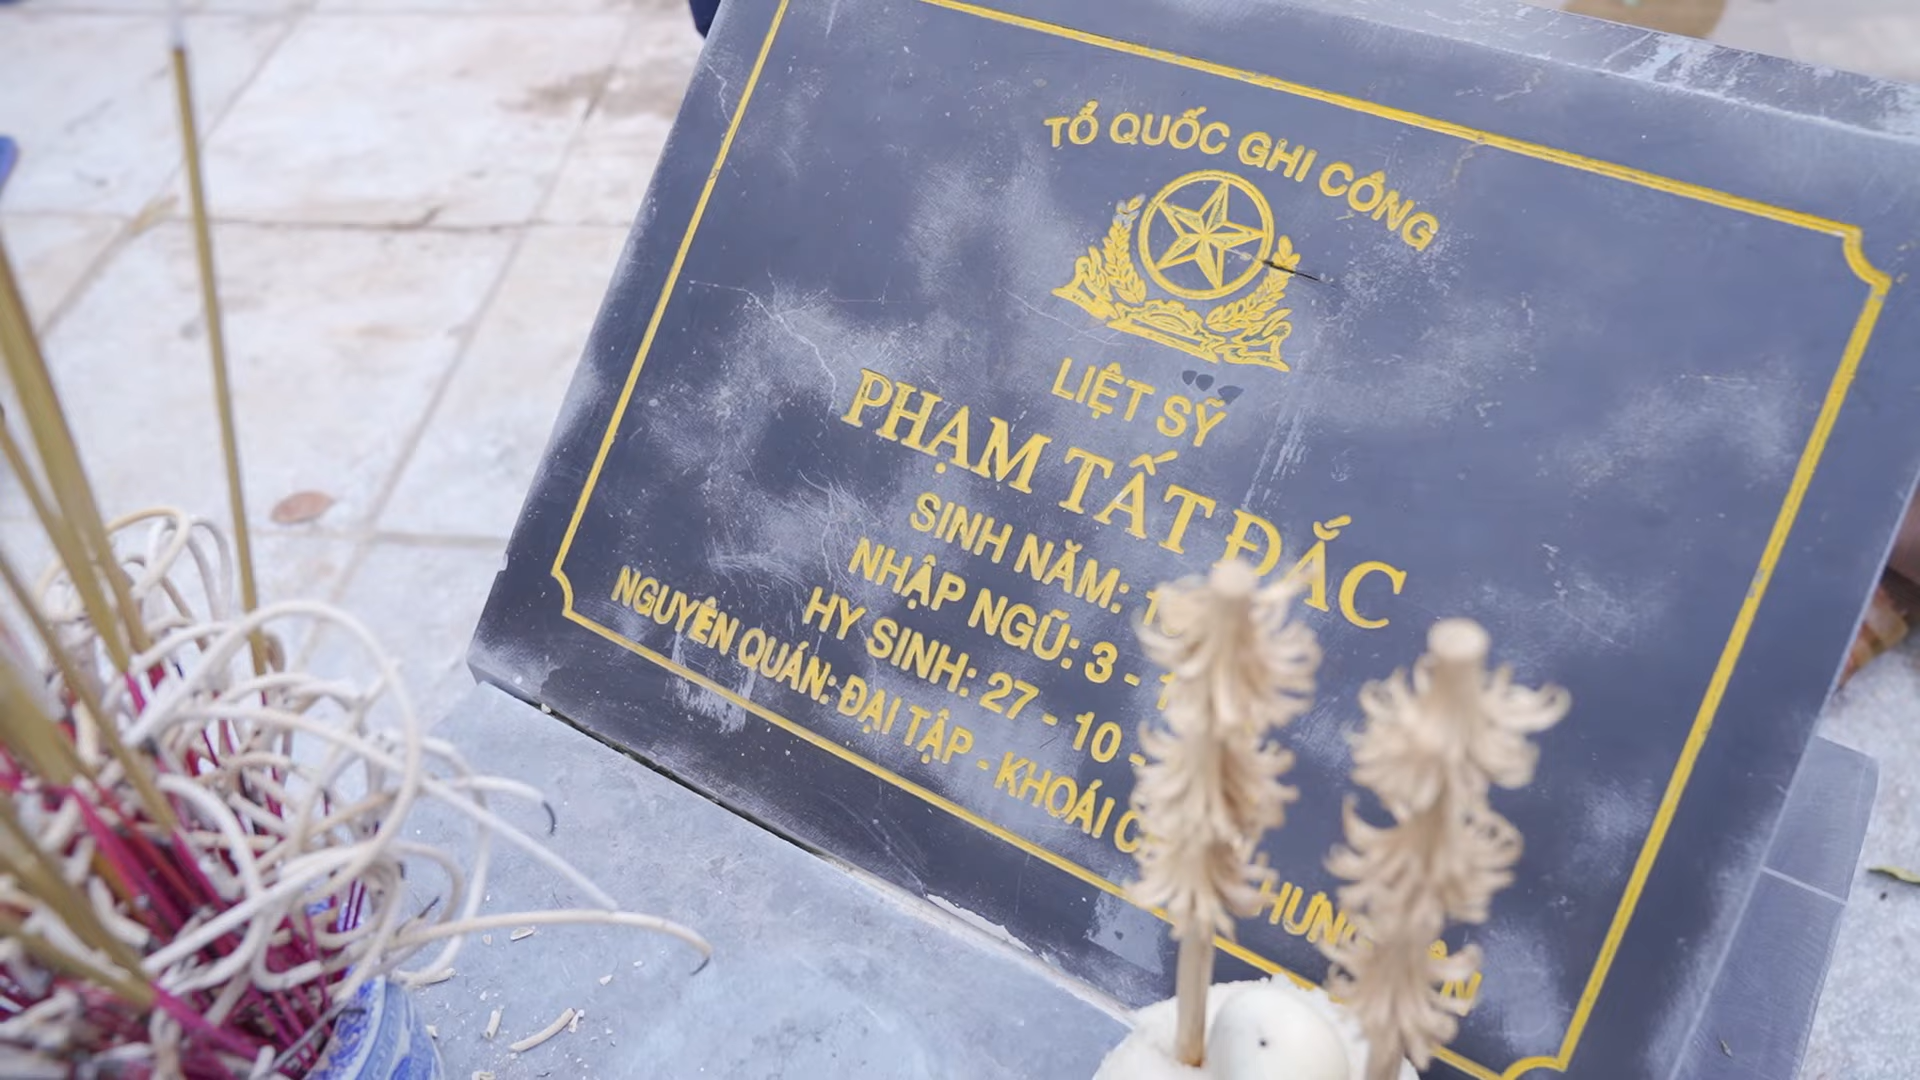 TỔ QUỐC GHI CÔNG
LIỆT SỸ
PHẠM TẤT ĐẮC
SINH NĂM:
NHẬP NGŨ: 3 -
HY SINH: 27 - 10 -
NGUYÊN QUÁN: ĐẠI TẬP - KHOÁI